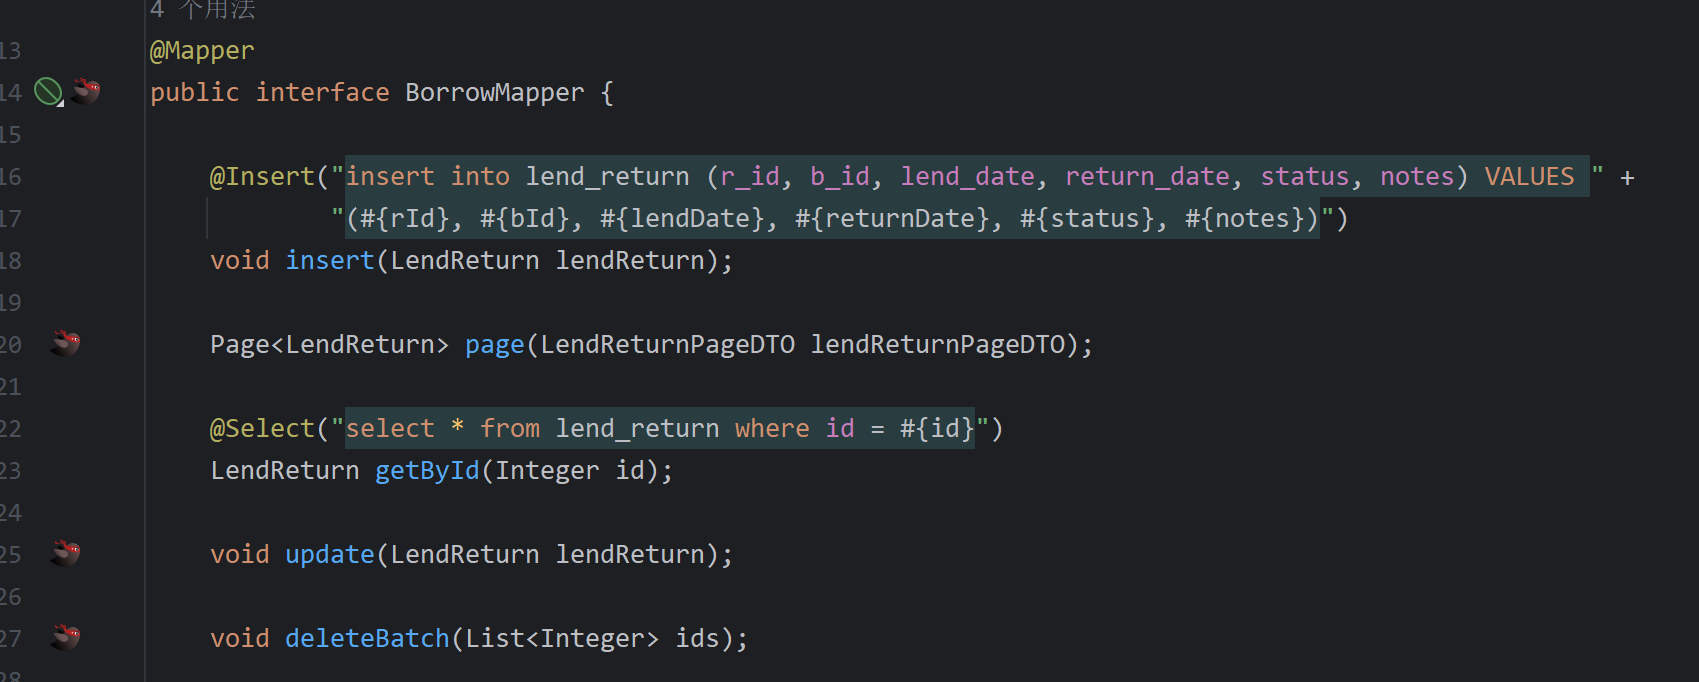 4 个用法
13 @Mapper
14 public interface BorrowMapper {
15
16 @Insert("insert into lend_return (r_id, b_id, lend_date, return_date, status, notes) VALUES " +
17 "(#{rId}, #{bId}, #{lendDate}, #{returnDate}, #{status}, #{notes})")
18 void insert(LendReturn lendReturn);
19
20 Page<LendReturn> page(LendReturnPageDTO lendReturnPageDTO);
21
22 @Select("select * from lend_return where id = #{id}")
23 LendReturn getById(Integer id);
24
25 void update(LendReturn lendReturn);
26
27 void deleteBatch(List<Integer> ids);
28